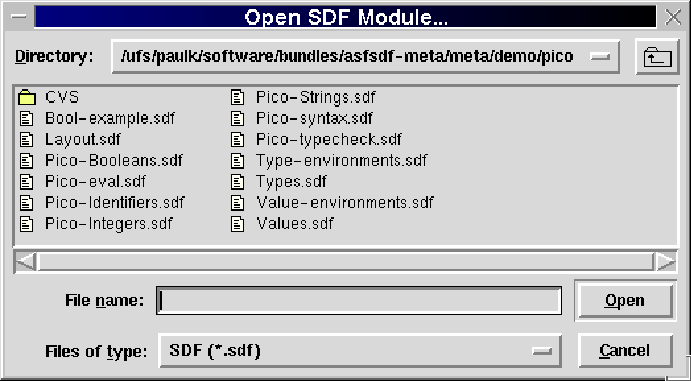 Open SDF Module...
Directory: /ufs/paulk/software/bundles/asfsdf-meta/meta/demo/pico
CVS
Bool-example.sdf
Layout.sdf
Pico-Booleans.sdf
Pico-eval.sdf
Pico-Identifiers.sdf
Pico-Integers.sdf
Pico-Strings.sdf
Pico-syntax.sdf
Pico-typecheck.sdf
Type-environments.sdf
Types.sdf
Value-environments.sdf
Values.sdf
File name: Open
Files of type: SDF (*.sdf) Cancel